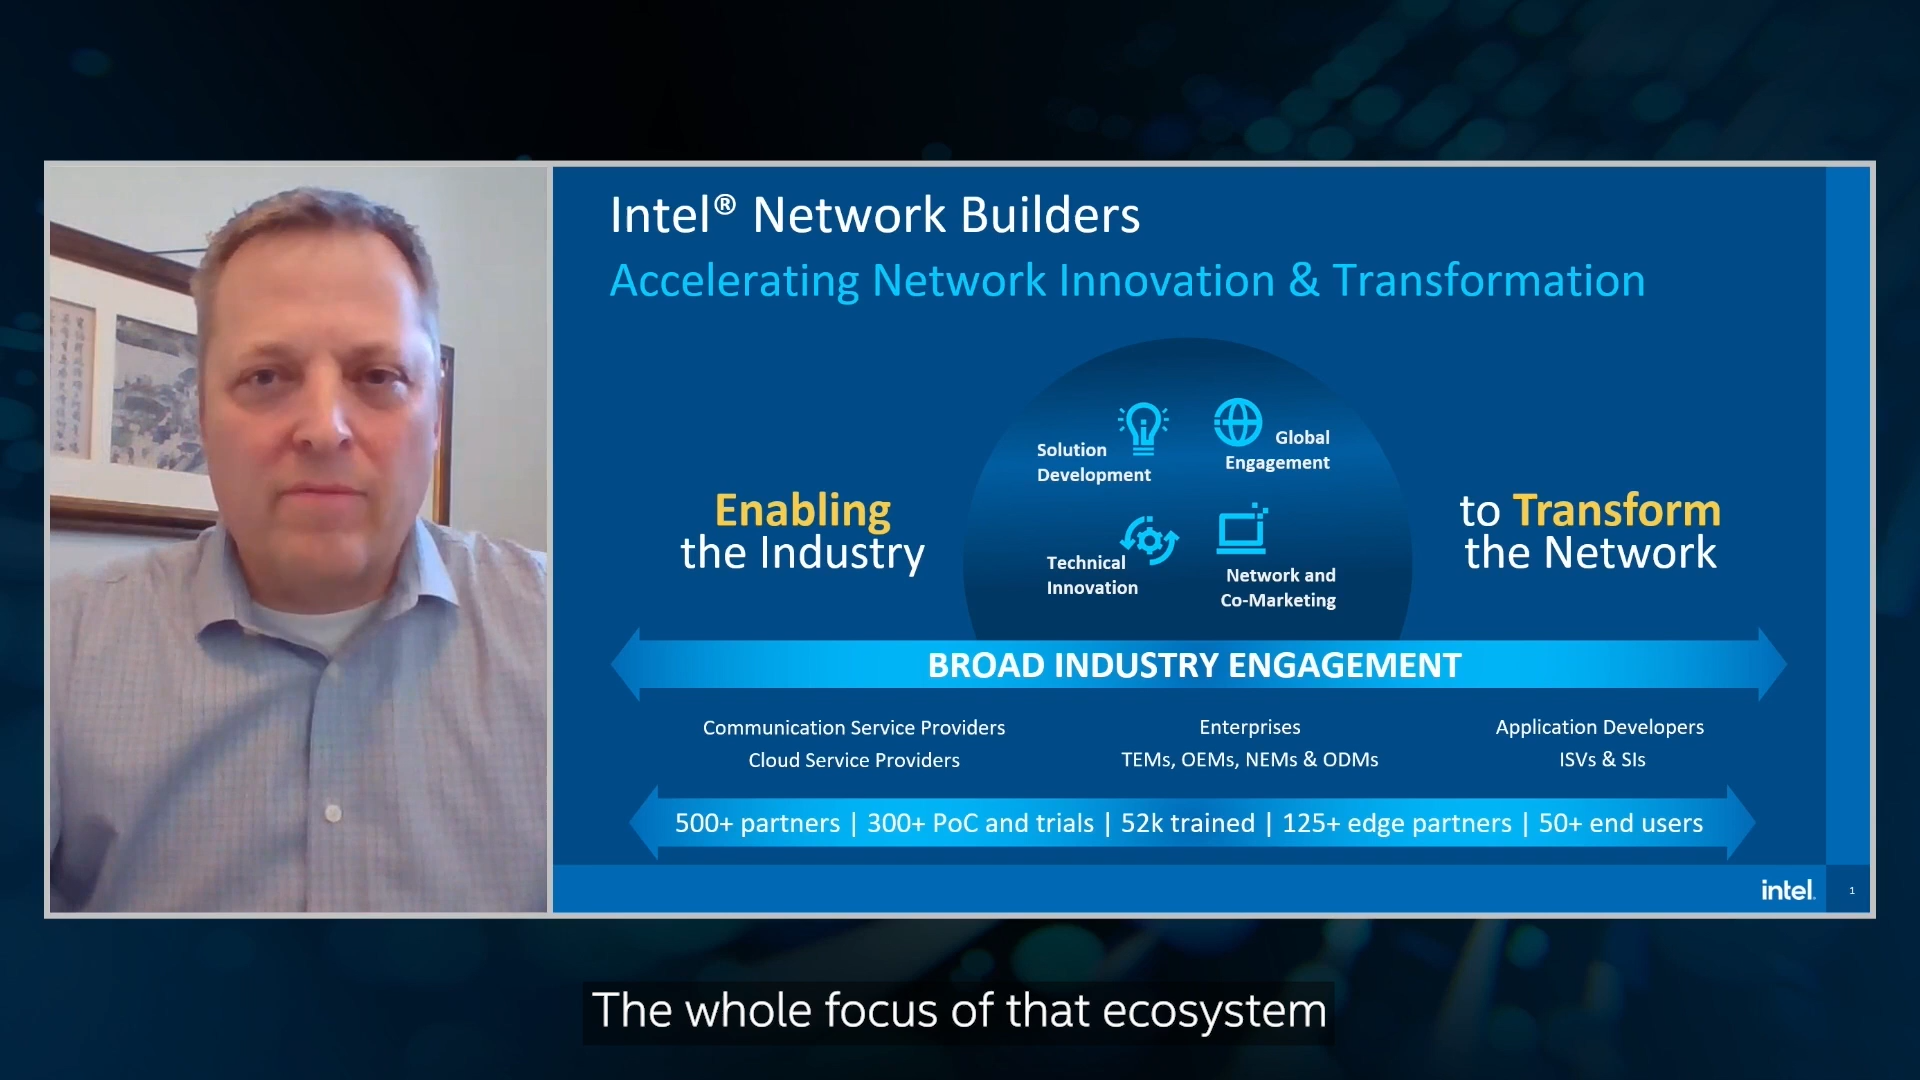 Intel® Network Builders
Accelerating Network Innovation & Transformation
Solution
Development
Global
Engagement
Enabling
the Industry
to Transform
the Network
Technical
Innovation
Network and
Co-Marketing
BROAD INDUSTRY ENGAGEMENT
Communication Service Providers
Cloud Service Providers
Enterprises
TEMs, OEMs, NEMs & ODMs
Application Developers
ISVs & SIs
500+ partners | 300+ PoC and trials | 52k trained | 125+ edge partners | 50+ end users
intel.
1
The whole focus of that ecosystem